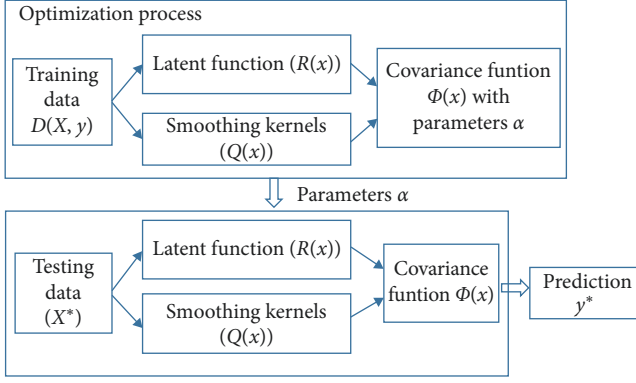 Optimization process
Training
data
D(X, y)
Latent function (R(x))
Smoothing kernels
(Q(x))
Covariance funtion
Φ(x) with
parameters α
Parameters α
Testing
data
(X*)
Latent function (R(x))
Smoothing kernels
(Q(x))
Covariance
funtion Φ(x)
Prediction
y*